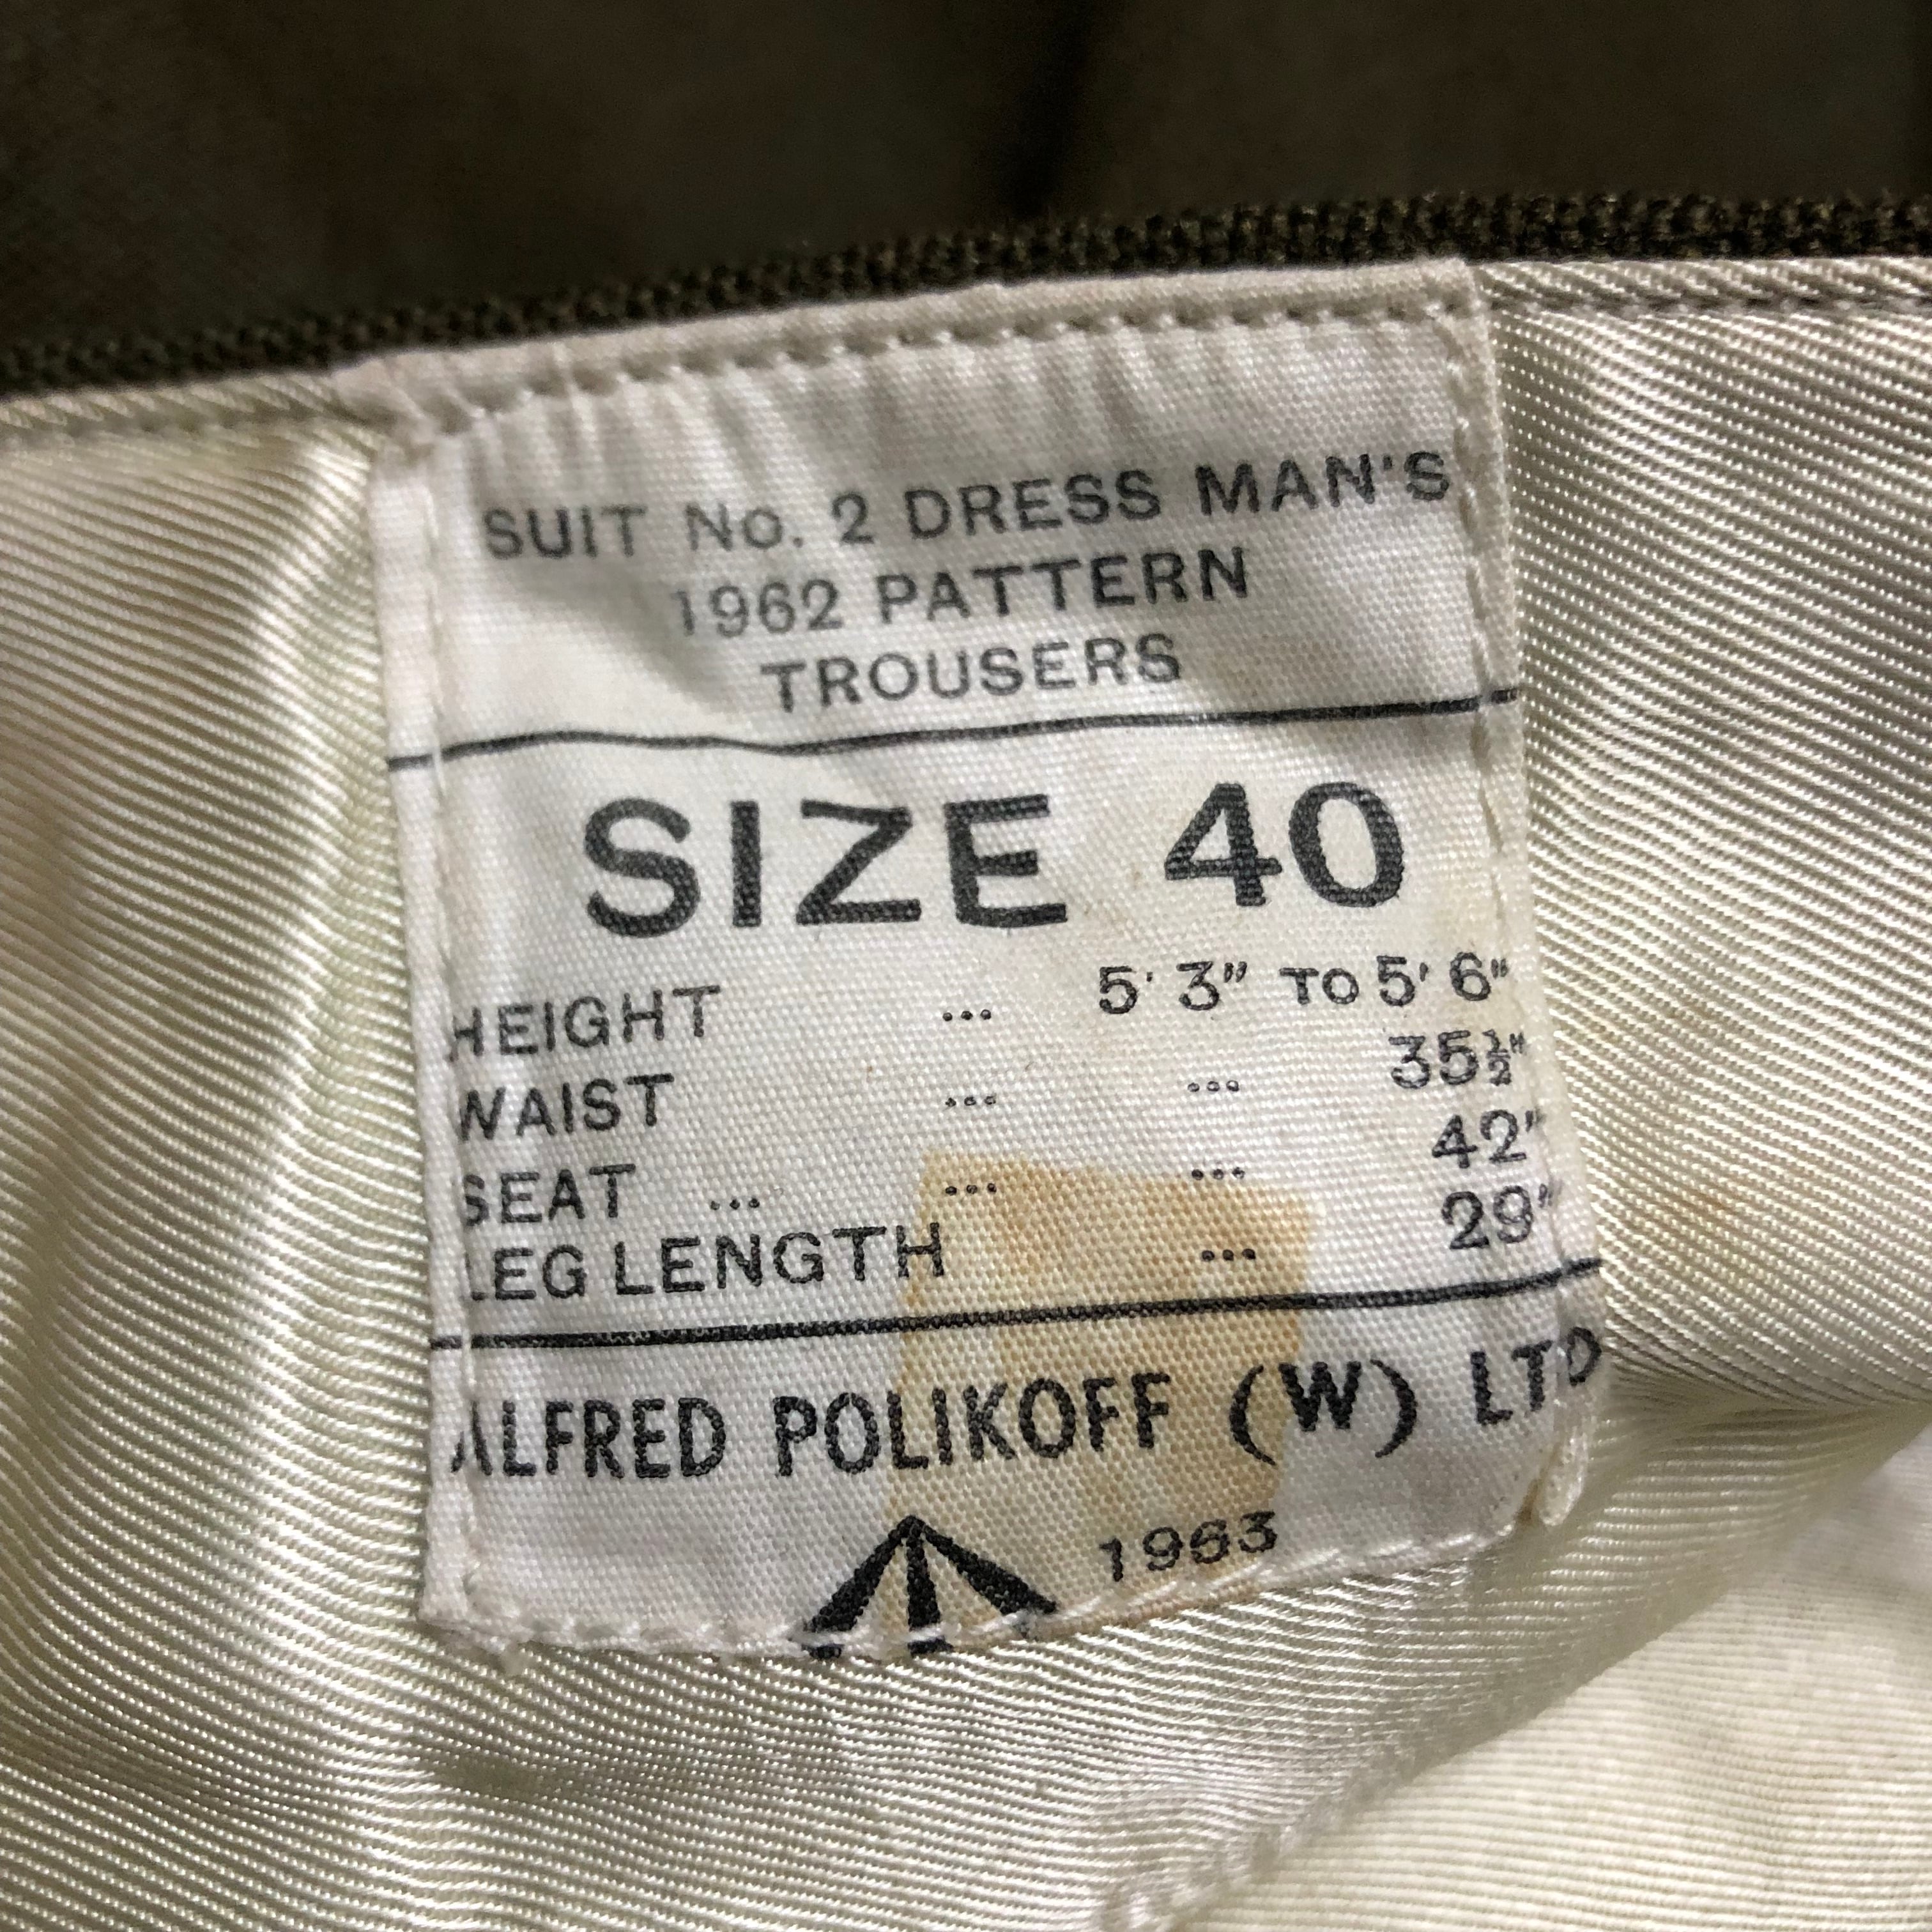 SUIT No. 2 DRESS MAN'S
1962 PATTERN
TROUSERS
SIZE 40
HEIGHT ... 5' 3" TO 5' 6"
WAIST ... ... 35½"
SEAT ... ... ... 42"
LEG LENGTH ... 29"
ALFRED POLIKOFF (W) LTD
1963